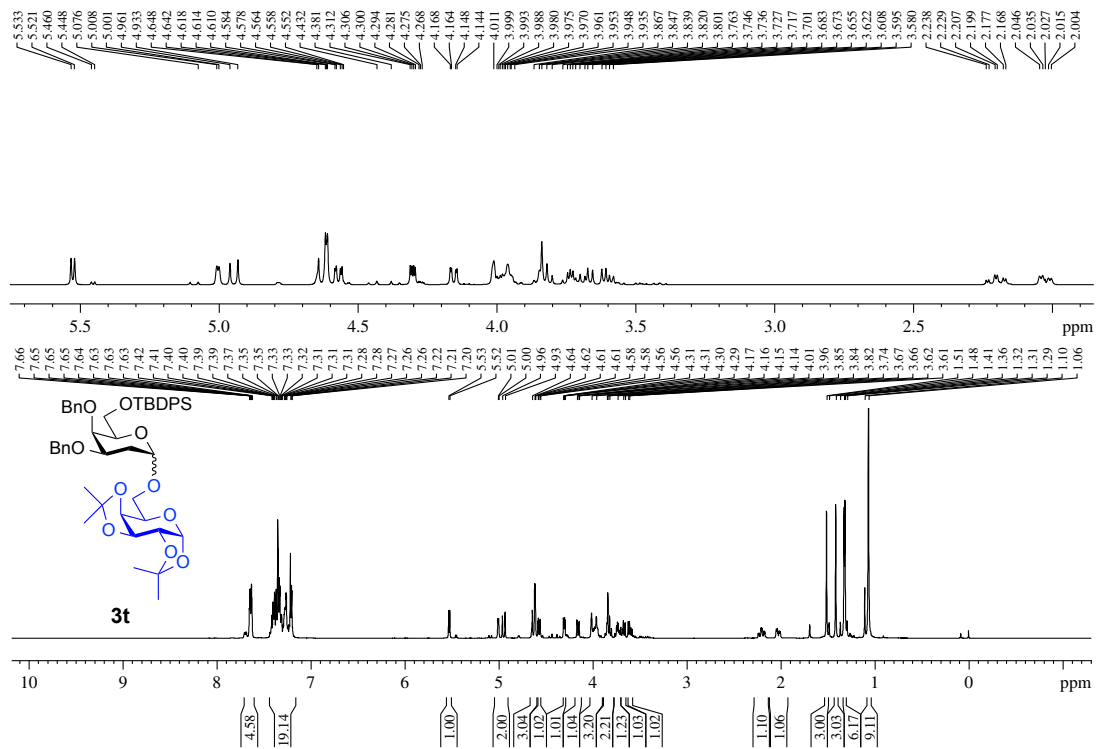 5.533 5.521 5.460 5.448 5.076 5.008 5.001 4.961 4.933 4.648 4.642 4.618 4.614 4.610 4.584 4.578 4.564 4.558 4.552 4.432 4.381 4.312 4.306 4.300 4.294 4.281 4.275 4.268 4.168 4.164 4.148 4.144 4.011 3.999 3.993 3.988 3.980 3.975 3.970 3.961 3.953 3.948 3.935 3.867 3.847 3.839 3.820 3.801 3.763 3.746 3.736 3.727 3.717 3.701 3.683 3.673 3.655 3.622 3.608 3.595 3.580 2.238 2.229 2.207 2.199 2.177 2.168 2.046 2.035 2.027 2.015 2.004
5.5 5.0 4.5 4.0 3.5 3.0 2.5 ppm
7.66 7.65 7.65 7.65 7.64 7.63 7.63 7.63 7.42 7.41 7.40 7.40 7.39 7.39 7.37 7.35 7.35 7.33 7.33 7.32 7.31 7.31 7.31 7.28 7.28 7.27 7.26 7.26 7.22 7.21 7.20 5.53 5.52 5.01 5.00 4.96 4.93 4.64 4.62 4.61 4.61 4.58 4.58 4.56 4.56 4.31 4.31 4.30 4.29 4.17 4.16 4.15 4.14 4.01 3.96 3.85 3.84 3.82 3.74 3.67 3.66 3.62 3.61 1.51 1.48 1.41 1.36 1.32 1.31 1.29 1.10 1.06
BnO OTBDPS
O
BnO
O
O O
O
O
O
3t
10 9 8 7 6 5 4 3 2 1 0 ppm
4.58 19.14 1.00 2.00 3.04 1.02 1.01 1.04 3.20 2.21 1.23 1.03 1.02 1.10 1.06 3.00 3.03 6.17 9.11